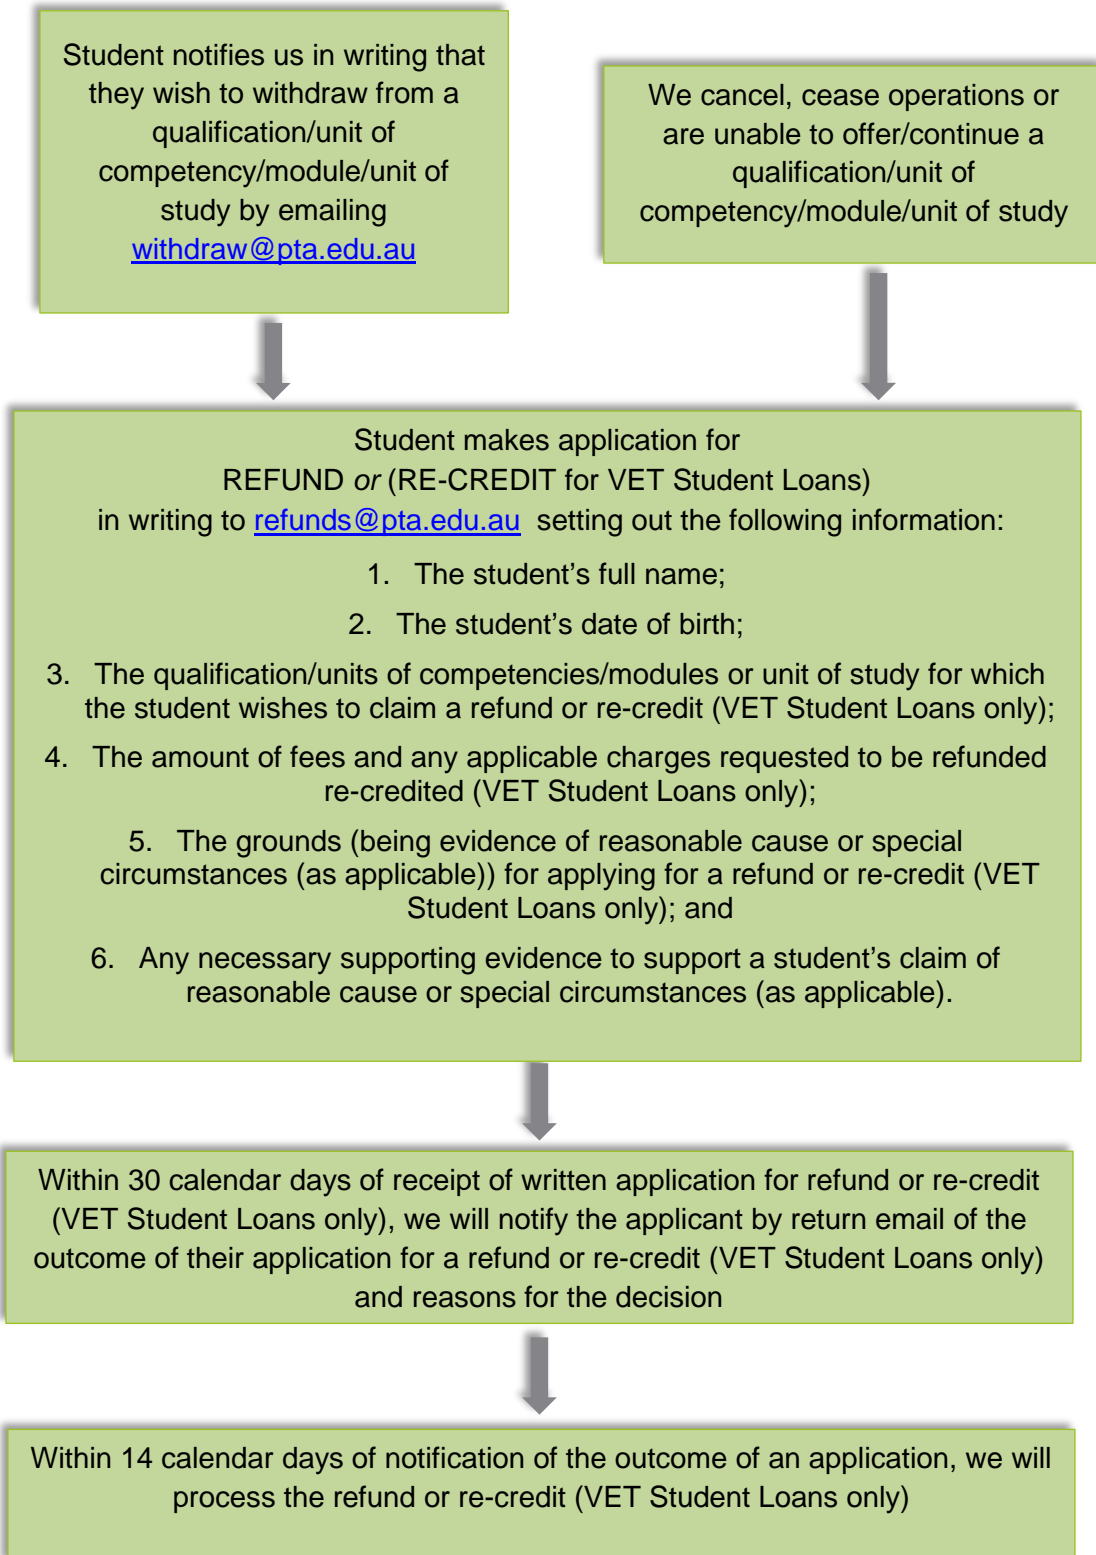 Student notifies us in writing that
they wish to withdraw from a
qualification/unit of
competency/module/unit of
study by emailing
withdraw@pta.edu.au
We cancel, cease operations or
are unable to offer/continue a
qualification/unit of
competency/module/unit of study
Student makes application for
REFUND or (RE-CREDIT for VET Student Loans)
in writing to refunds@pta.edu.au setting out the following information:
1. The student’s full name;
2. The student’s date of birth;
3. The qualification/units of competencies/modules or unit of study for which
the student wishes to claim a refund or re-credit (VET Student Loans only);
4. The amount of fees and any applicable charges requested to be refunded
re-credited (VET Student Loans only);
5. The grounds (being evidence of reasonable cause or special
circumstances (as applicable)) for applying for a refund or re-credit (VET
Student Loans only); and
6. Any necessary supporting evidence to support a student’s claim of
reasonable cause or special circumstances (as applicable).
Within 30 calendar days of receipt of written application for refund or re-credit
(VET Student Loans only), we will notify the applicant by return email of the
outcome of their application for a refund or re-credit (VET Student Loans only)
and reasons for the decision
Within 14 calendar days of notification of the outcome of an application, we will
process the refund or re-credit (VET Student Loans only)